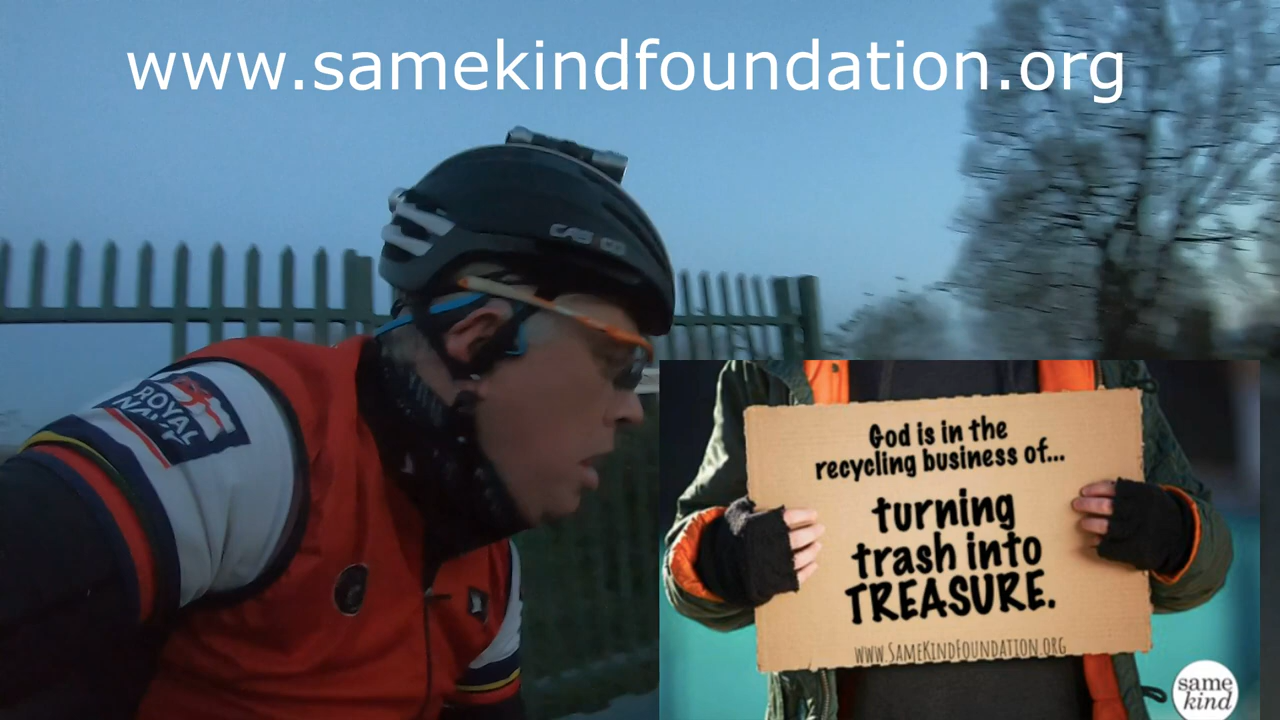 www.samekindfoundation.org
CASCO
ROYAL
NAVY
God is in the
recycling business of...
turning
trash into
TREASURE.
www.SameKindFoundation.org
same
kind